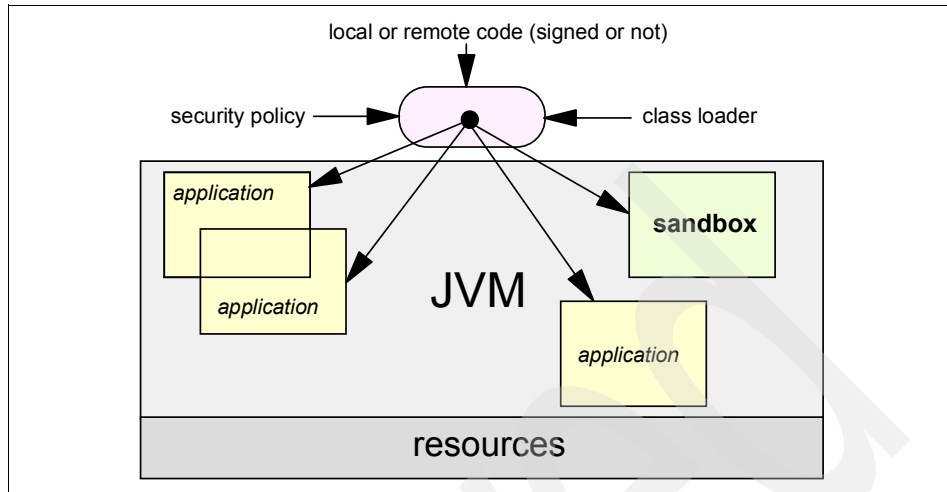 local or remote code (signed or not)
security policy
class loader
application
sandbox
application
JVM
application
resources